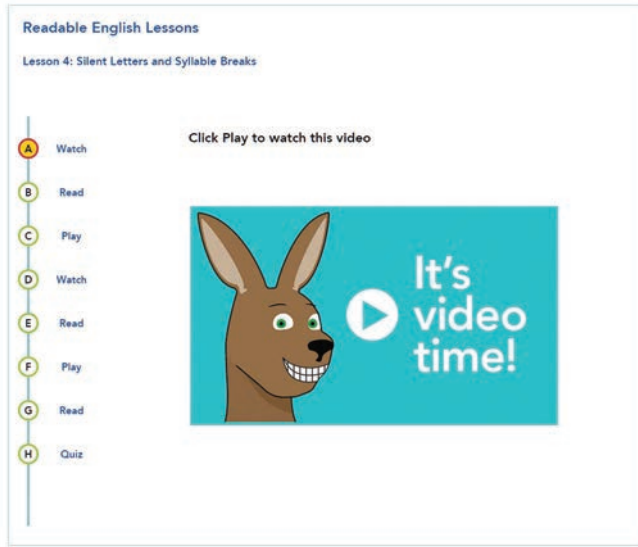 Readable English Lessons
Lesson 4: Silent Letters and Syllable Breaks
Click Play to watch this video
A Watch
B Read
C Play
D Watch
E Read
F Play
G Read
H Quiz
It's
video
time!